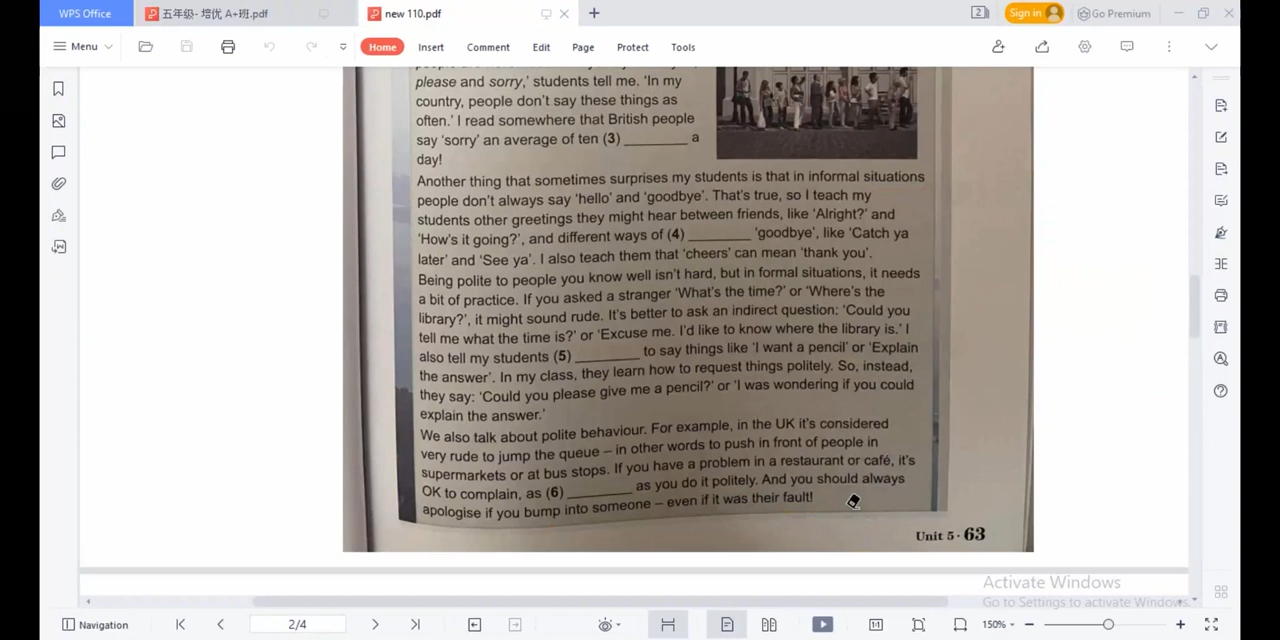 WPS Office
五年级- 培优 A+班.pdf
new 110.pdf
2
Sign in
Go Premium
Menu
Home
Insert
Comment
Edit
Page
Protect
Tools
please and sorry,' students tell me. 'In my
country, people don't say these things as
often.' I read somewhere that British people
say 'sorry' an average of ten (3) ________ a
day!
Another thing that sometimes surprises my students is that in informal situations
people don't always say 'hello' and 'goodbye'. That's true, so I teach my
students other greetings they might hear between friends, like 'Alright?' and
'How's it going?', and different ways of (4) ________ 'goodbye', like 'Catch ya
later' and 'See ya'. I also teach them that 'cheers' can mean 'thank you'.
Being polite to people you know well isn't hard, but in formal situations, it needs
a bit of practice. If you asked a stranger 'What's the time?' or 'Where's the
library?', it might sound rude. It's better to ask an indirect question: 'Could you
tell me what the time is?' or 'Excuse me. I'd like to know where the library is.' I
also tell my students (5) ________ to say things like 'I want a pencil' or 'Explain
the answer'. In my class, they learn how to request things politely. So, instead,
they say: 'Could you please give me a pencil?' or 'I was wondering if you could
explain the answer.'
We also talk about polite behaviour. For example, in the UK it's considered
very rude to jump the queue – in other words to push in front of people in
supermarkets or at bus stops. If you have a problem in a restaurant or café, it's
OK to complain, as (6) ________ as you do it politely. And you should always
apologise if you bump into someone – even if it was their fault!
Unit 5 · 63
Activate Windows
Go to Settings to activate Windows.
Navigation
2/4
150%